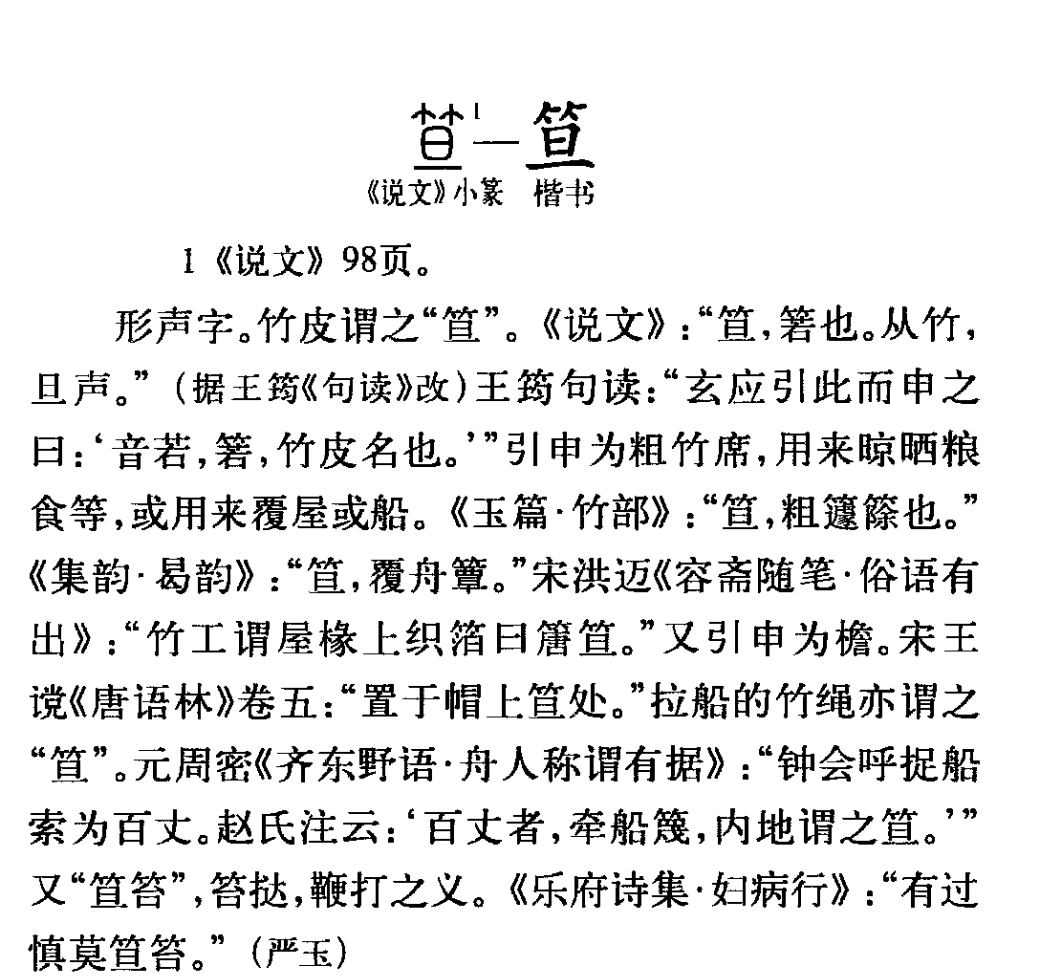 笪¹—笪
《说文》小篆 楷书
1《说文》98页。
形声字。竹皮谓之“笪”。《说文》:“笪,箬也。从竹,
旦声。”(据王筠《句读》改)王筠句读:“玄应引此而申之
曰:‘音若,箬,竹皮名也。’”引申为粗竹席,用来晾晒粮
食等,或用来覆屋或船。《玉篇·竹部》:“笪,粗籧篨也。”
《集韵·曷韵》:“笪,覆舟簟。”宋洪迈《容斋随笔·俗语有
出》:“竹工谓屋椽上织箔曰簿笪。”又引申为檐。宋王
谠《唐语林》卷五:“置于帽上笪处。”拉船的竹绳亦谓之
“笪”。元周密《齐东野语·舟人称谓有据》:“钟会呼捉船
索为百丈。赵氏注云:‘百丈者,牵船篾,内地谓之笪。’”
又“笪笞”,笞挞,鞭打之义。《乐府诗集·妇病行》:“有过
慎莫笪笞。”(严玉)